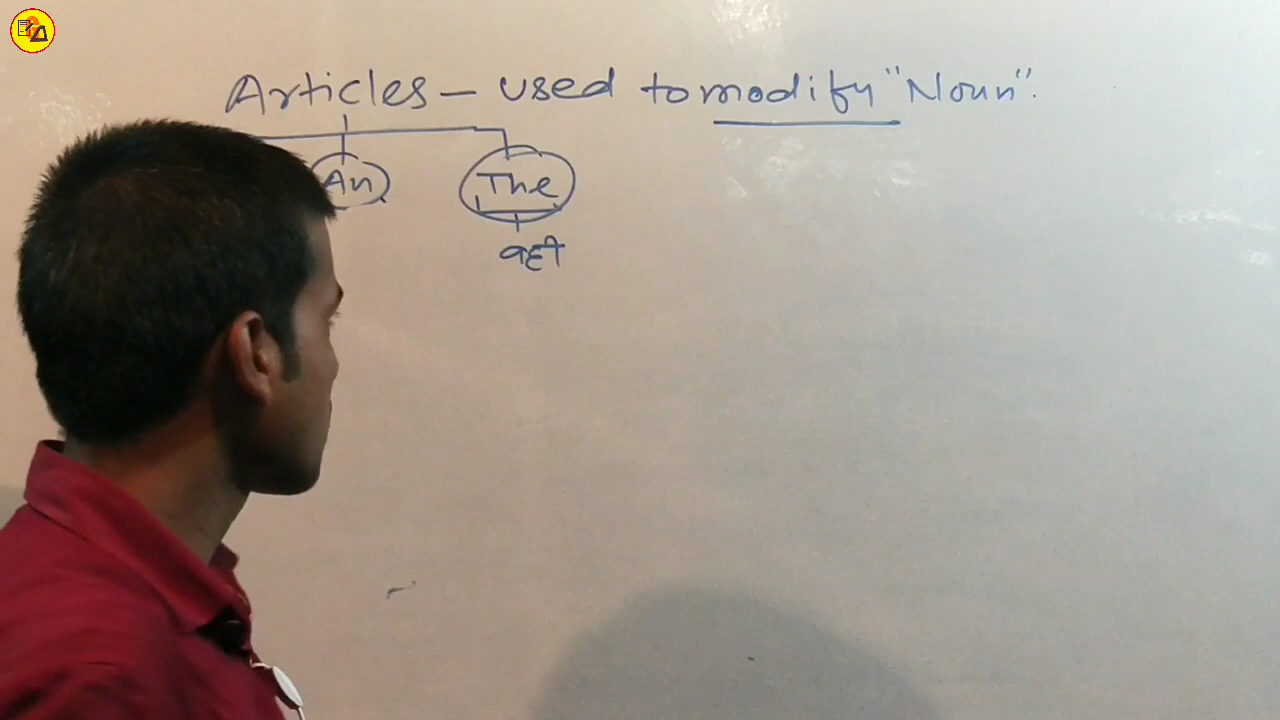 Articles – used to modify "Noun".
An The
वही